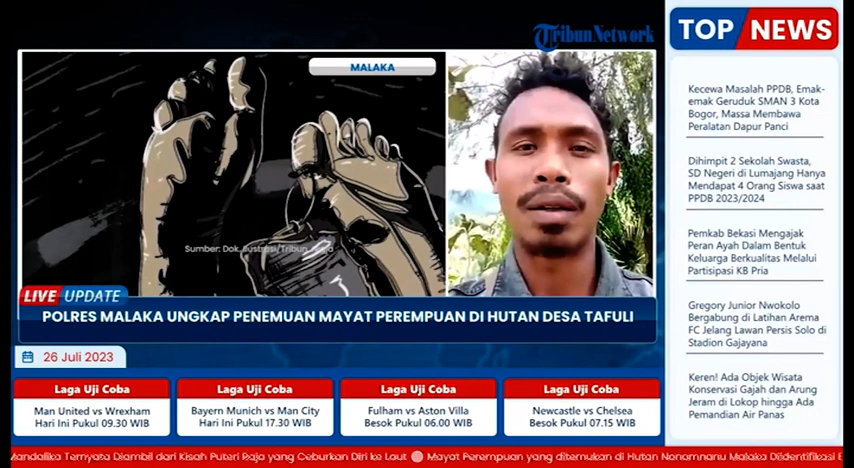 Tribun Network
TOP NEWS
MALAKA
Kecewa Masalah PPDB, Emak-
emak Geruduk SMAN 3 Kota
Bogor, Massa Membawa
Peralatan Dapur Panci
Dihimpit 2 Sekolah Swasta,
SD Negeri di Lumajang Hanya
Mendapat 4 Orang Siswa saat
PPDB 2023/2024
Pemkab Bekasi Mengajak
Peran Ayah Dalam Bentuk
Keluarga Berkualitas Melalui
Partisipasi KB Pria
Gregory Junior Nwokolo
Bergabung di Latihan Arema
FC Jelang Lawan Persis Solo di
Stadion Gajayana
Keren! Ada Objek Wisata
Konservasi Gajah dan Arung
Jeram di Lokop hingga Ada
Pemandian Air Panas
Sumber: Dok. Ilustrasi/Tribun
LIVE UPDATE
POLRES MALAKA UNGKAP PENEMUAN MAYAT PEREMPUAN DI HUTAN DESA TAFULI
26 Juli 2023
Laga Uji Coba
Man United vs Wrexham
Hari Ini Pukul 09.30 WIB
Laga Uji Coba
Bayern Munich vs Man City
Hari Ini Pukul 17.30 WIB
Laga Uji Coba
Fulham vs Aston Villa
Besok Pukul 06.00 WIB
Laga Uji Coba
Newcastle vs Chelsea
Besok Pukul 07.15 WIB
Mandalika Ternyata Diambil dari Kisah Puteri Raja yang Ceburkan Diri ke Laut Mayat Perempuan yang ditemukan di Hutan Nonamnanu Malaka Diidentifikasi